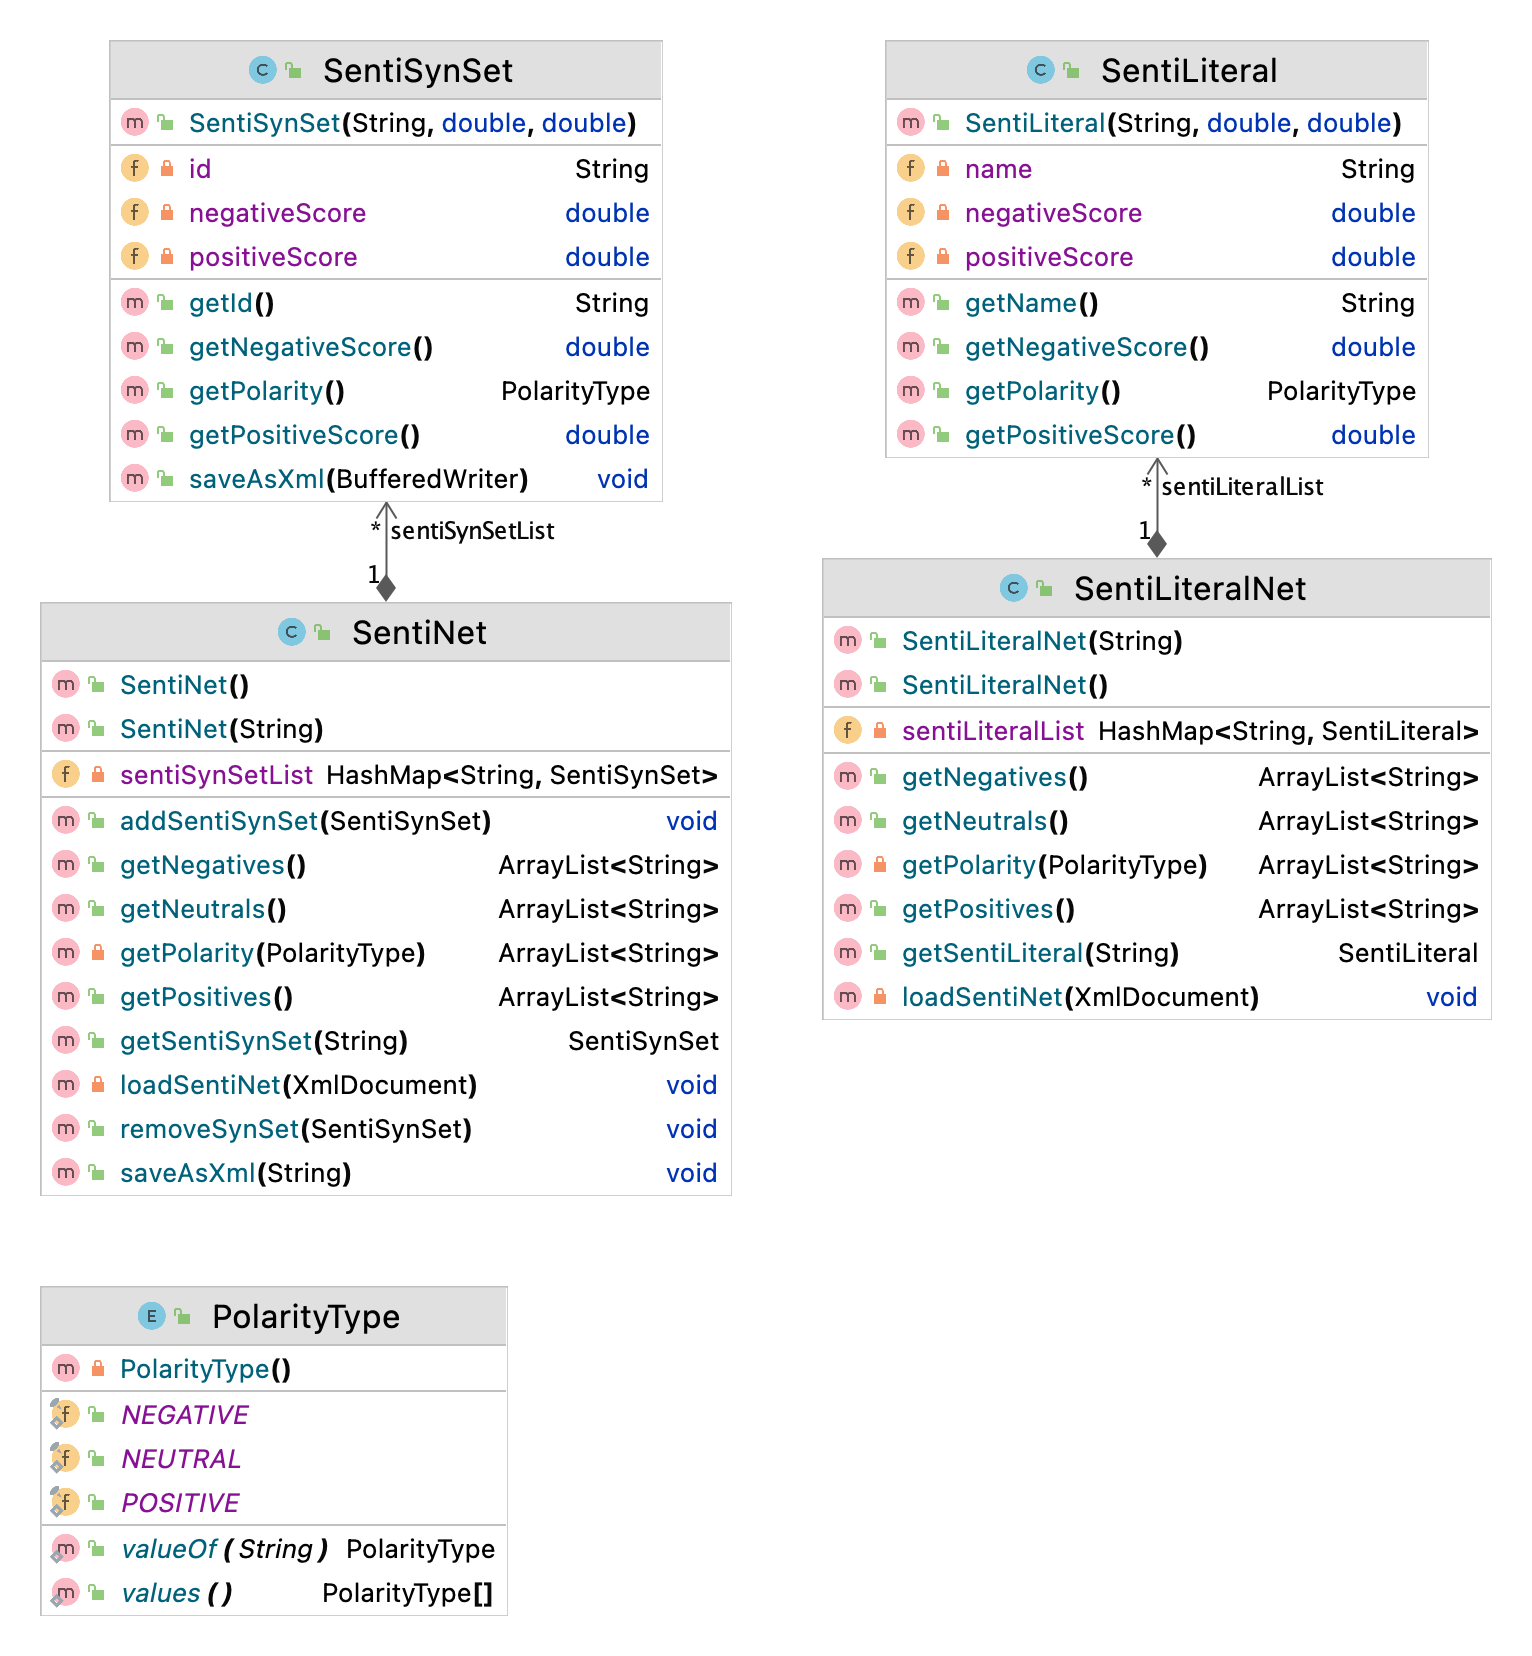 C SentiSynSet
m SentiSynSet(String, double, double)
f id String
f negativeScore double
f positiveScore double
m getId() String
m getNegativeScore() double
m getPolarity() PolarityType
m getPositiveScore() double
m saveAsXml(BufferedWriter) void
* sentiSynSetList
1
C SentiNet
m SentiNet()
m SentiNet(String)
f sentiSynSetList HashMap<String, SentiSynSet>
m addSentiSynSet(SentiSynSet) void
m getNegatives() ArrayList<String>
m getNeutrals() ArrayList<String>
m getPolarity(PolarityType) ArrayList<String>
m getPositives() ArrayList<String>
m getSentiSynSet(String) SentiSynSet
m loadSentiNet(XmlDocument) void
m removeSynSet(SentiSynSet) void
m saveAsXml(String) void
C SentiLiteral
m SentiLiteral(String, double, double)
f name String
f negativeScore double
f positiveScore double
m getName() String
m getNegativeScore() double
m getPolarity() PolarityType
m getPositiveScore() double
* sentiLiteralList
1
C SentiLiteralNet
m SentiLiteralNet(String)
m SentiLiteralNet()
f sentiLiteralList HashMap<String, SentiLiteral>
m getNegatives() ArrayList<String>
m getNeutrals() ArrayList<String>
m getPolarity(PolarityType) ArrayList<String>
m getPositives() ArrayList<String>
m getSentiLiteral(String) SentiLiteral
m loadSentiNet(XmlDocument) void
E PolarityType
m PolarityType()
f NEGATIVE
f NEUTRAL
f POSITIVE
m valueOf(String) PolarityType
m values() PolarityType[]